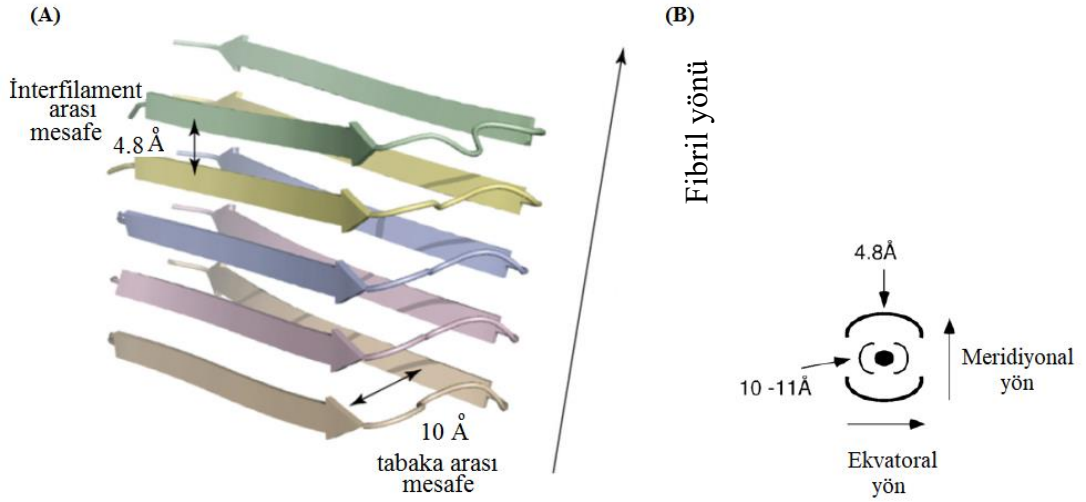 (A)
İnterfilament
arası
mesafe
4.8 Å
10 Å
tabaka arası
mesafe
(B)
Fibril yönü
4.8Å
10 -11Å
Meridiyonal
yön
Ekvatoral
yön